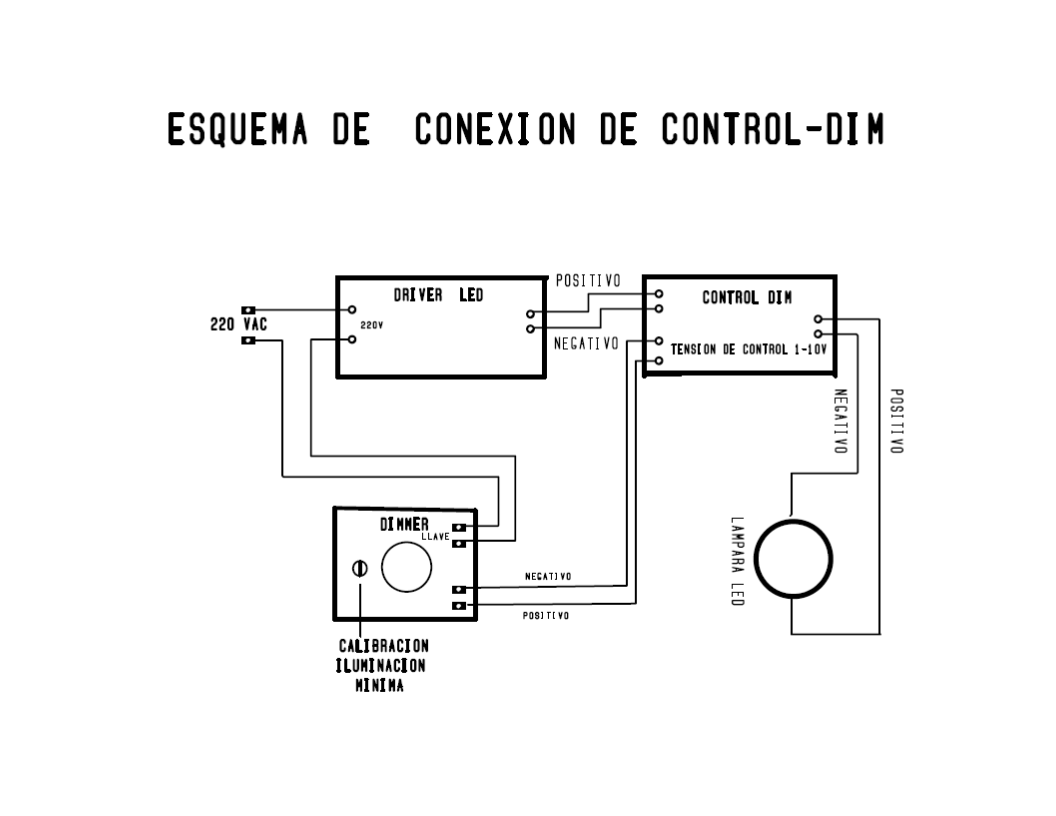 ESQUEMA DE CONEXION DE CONTROL-DIM
POSITIVO
DRIVER LED
CONTROL DIM
220 VAC
220V
NEGATIVO
TENSION DE CONTROL 1-10V
NEGATIVO
POSITIVO
DIMMER
LLAVE
LAMPARA LED
NEGATIVO
POSITIVO
CALIBRACION
ILUMINACION
MINIMA